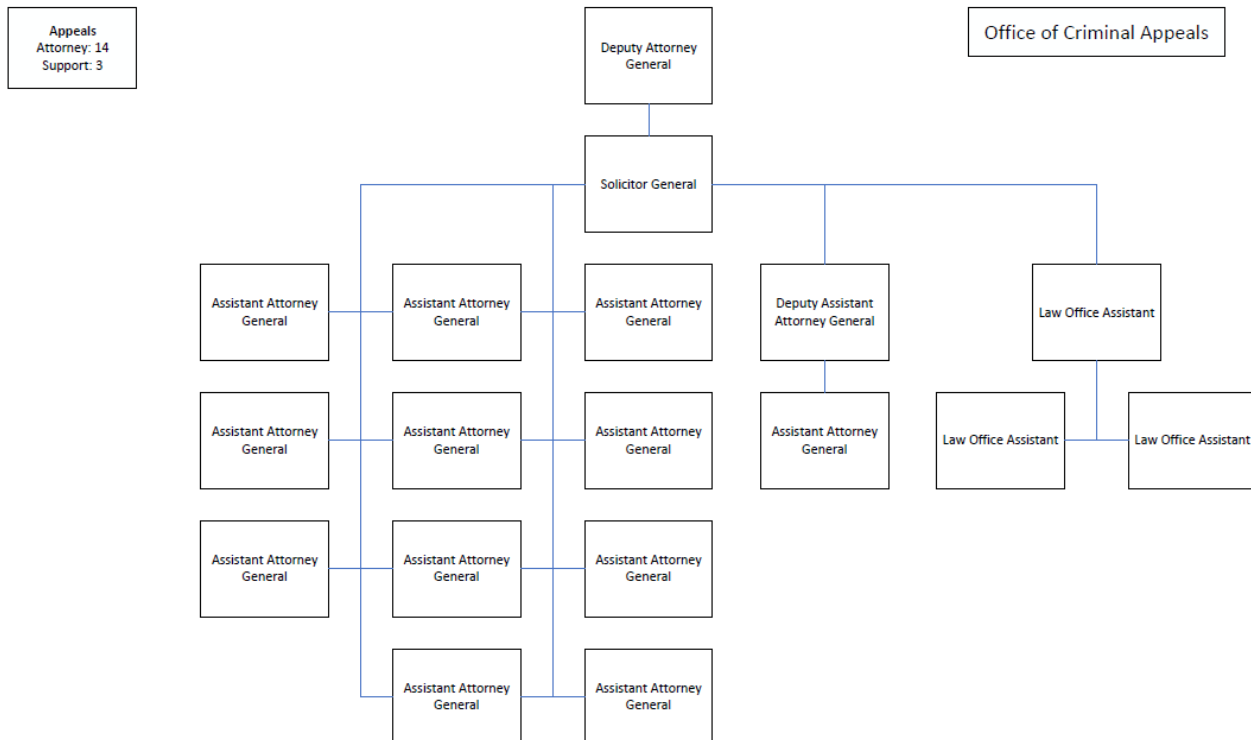 Appeals
Attorney: 14
Support: 3
Deputy Attorney
General
Office of Criminal Appeals
Solicitor General
Assistant Attorney
General
Assistant Attorney
General
Assistant Attorney
General
Deputy Assistant
Attorney General
Law Office Assistant
Assistant Attorney
General
Assistant Attorney
General
Assistant Attorney
General
Assistant Attorney
General
Law Office Assistant
Law Office Assistant
Assistant Attorney
General
Assistant Attorney
General
Assistant Attorney
General
Assistant Attorney
General
Assistant Attorney
General